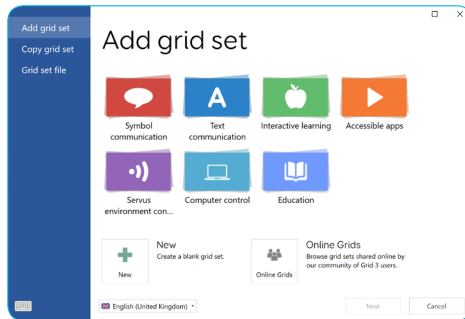 Add grid set
Copy grid set
Grid set file
Add grid set
A
Symbol
communication
Text
communication
Interactive learning
Accessible apps
Servus
environment con...
Computer control
Education
New
New
Create a blank grid set.
Online Grids
Online Grids
Browse grid sets shared online by
our community of Grid 3 users.
English (United Kingdom)
Next
Cancel